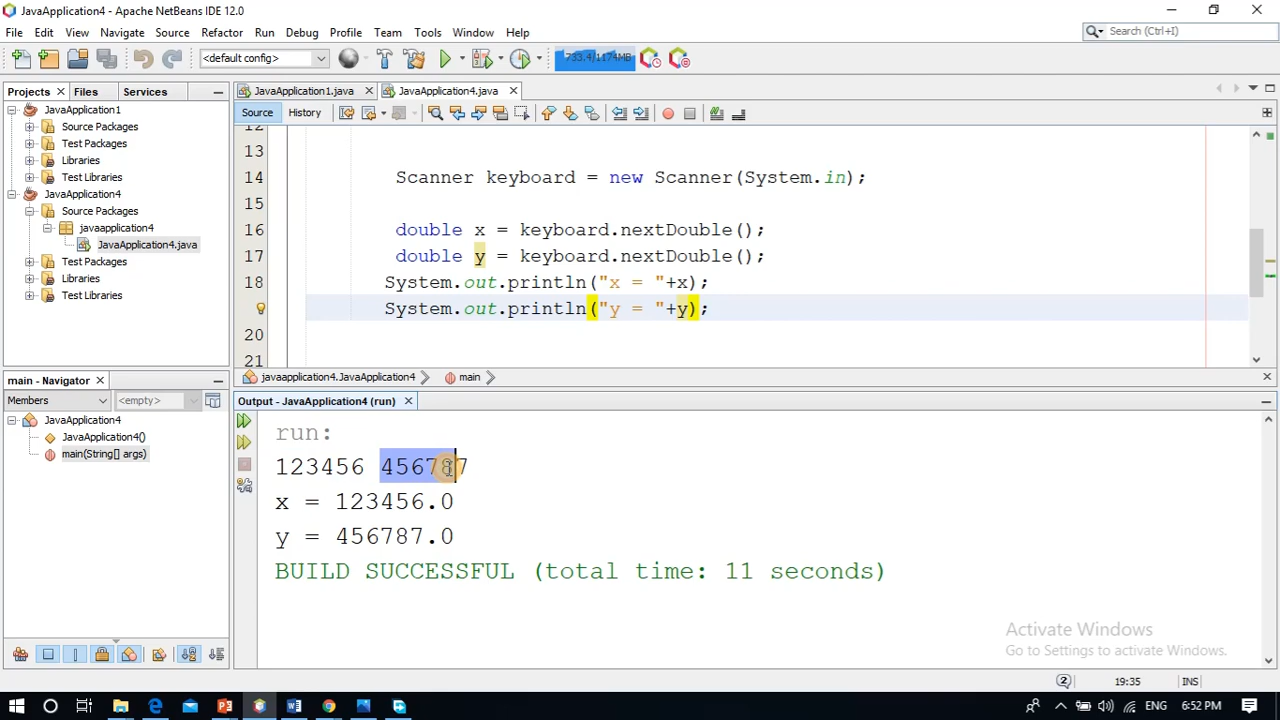 JavaApplication4 - Apache NetBeans IDE 12.0
File Edit View Navigate Source Refactor Run Debug Profile Team Tools Window Help
Search (Ctrl+I)
<default config>
733.4/1174MB
Projects Files Services
JavaApplication1
Source Packages
Test Packages
Libraries
Test Libraries
JavaApplication4
Source Packages
javaapplication4
JavaApplication4.java
Test Packages
Libraries
Test Libraries
JavaApplication1.java JavaApplication4.java
Source History
12
13
14 Scanner keyboard = new Scanner(System.in);
15
16 double x = keyboard.nextDouble();
17 double y = keyboard.nextDouble();
18 System.out.println("x = "+x);
System.out.println("y = "+y);
20
21
javaapplication4.JavaApplication4 main
main - Navigator
Members <empty>
JavaApplication4
JavaApplication4()
main(String[] args)
Output - JavaApplication4 (run)
run:
123456 456787
x = 123456.0
y = 456787.0
BUILD SUCCESSFUL (total time: 11 seconds)
Activate Windows
Go to Settings to activate Windows.
2 19:35 INS
ENG 6:52 PM